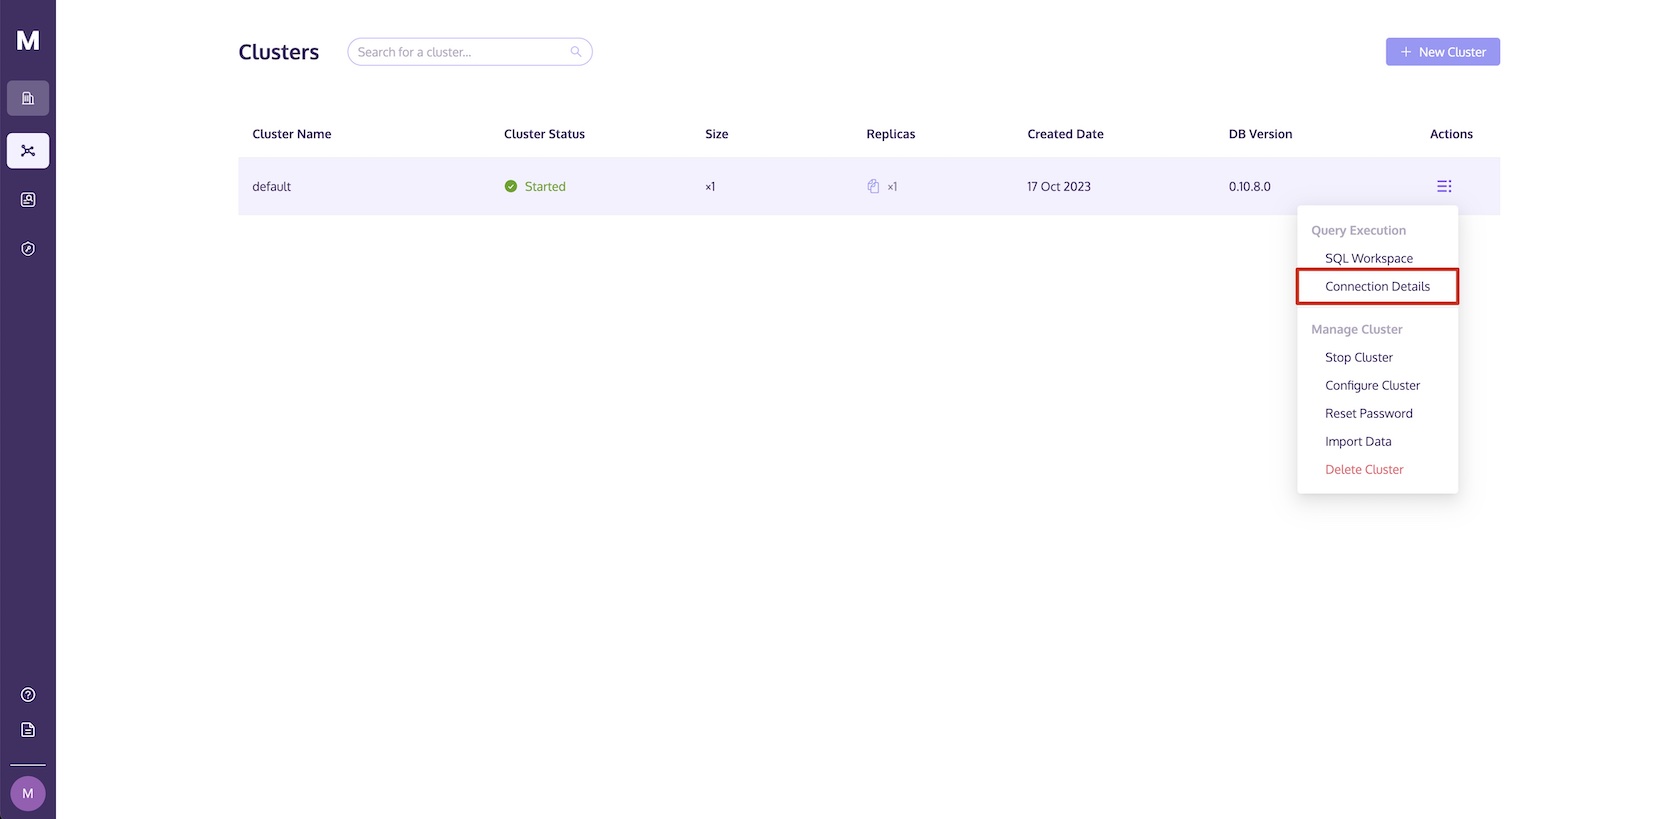 M
Clusters
Search for a cluster...
+ New Cluster
Cluster Name Cluster Status Size Replicas Created Date DB Version Actions
default Started ×1 ×1 17 Oct 2023 0.10.8.0
Query Execution
SQL Workspace
Connection Details
Manage Cluster
Stop Cluster
Configure Cluster
Reset Password
Import Data
Delete Cluster
M